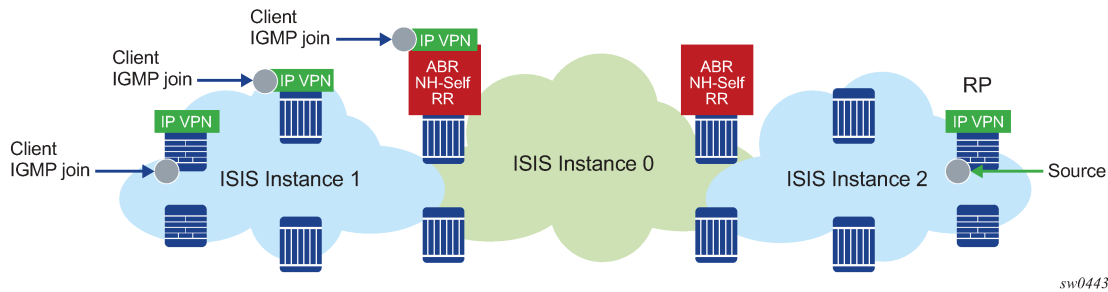 Client
IGMP join
IP VPN
ABR
NH-Self
RR
Client
IGMP join
IP VPN
Client
IGMP join
IP VPN
ISIS Instance 1
ISIS Instance 0
ABR
NH-Self
RR
ISIS Instance 2
RP
IP VPN
Source
sw0443